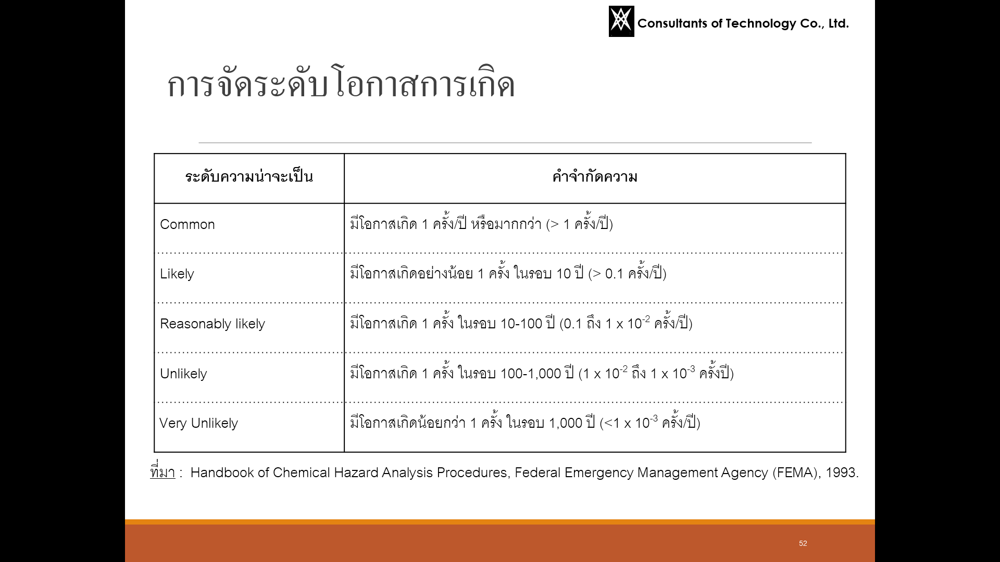 Consultants of Technology Co., Ltd.
การจัดระดับโอกาสการเกิด
ระดับความน่าจะเป็น คำจำกัดความ
Common มีโอกาสเกิด 1 ครั้ง/ปี หรือมากกว่า (> 1 ครั้ง/ปี)
Likely มีโอกาสเกิดอย่างน้อย 1 ครั้ง ในรอบ 10 ปี (> 0.1 ครั้ง/ปี)
Reasonably likely มีโอกาสเกิด 1 ครั้ง ในรอบ 10-100 ปี (0.1 ถึง 1 x 10⁻² ครั้ง/ปี)
Unlikely มีโอกาสเกิด 1 ครั้ง ในรอบ 100-1,000 ปี (1 x 10⁻² ถึง 1 x 10⁻³ ครั้งปี)
Very Unlikely มีโอกาสเกิดน้อยกว่า 1 ครั้ง ในรอบ 1,000 ปี (<1 x 10⁻³ ครั้ง/ปี)
ที่มา : Handbook of Chemical Hazard Analysis Procedures, Federal Emergency Management Agency (FEMA), 1993.
52